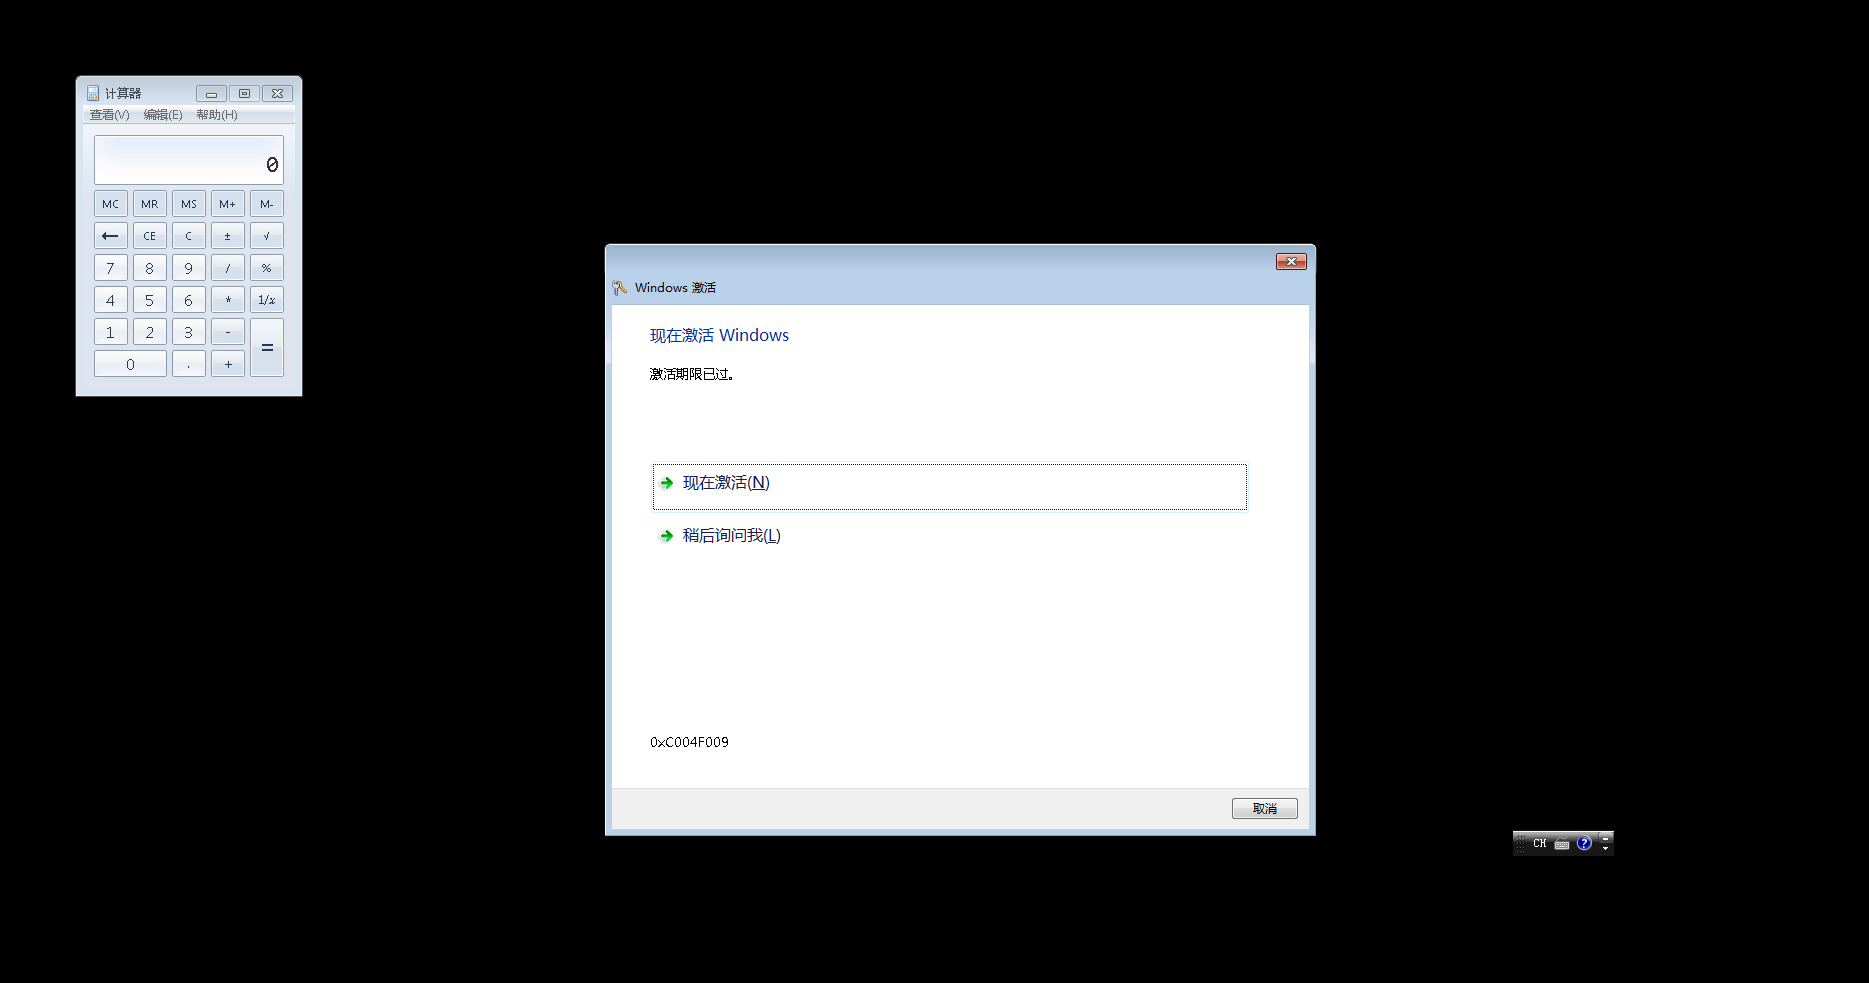 计算器
查看(V) 编辑(E) 帮助(H)
0
MC MR MS M+ M-
← CE C ± √
7 8 9 / %
4 5 6 * 1/x
1 2 3 - =
0 . +
Windows 激活
现在激活 Windows
激活期限已过。
现在激活(N)
稍后询问我(L)
0xC004F009
取消
CH ?